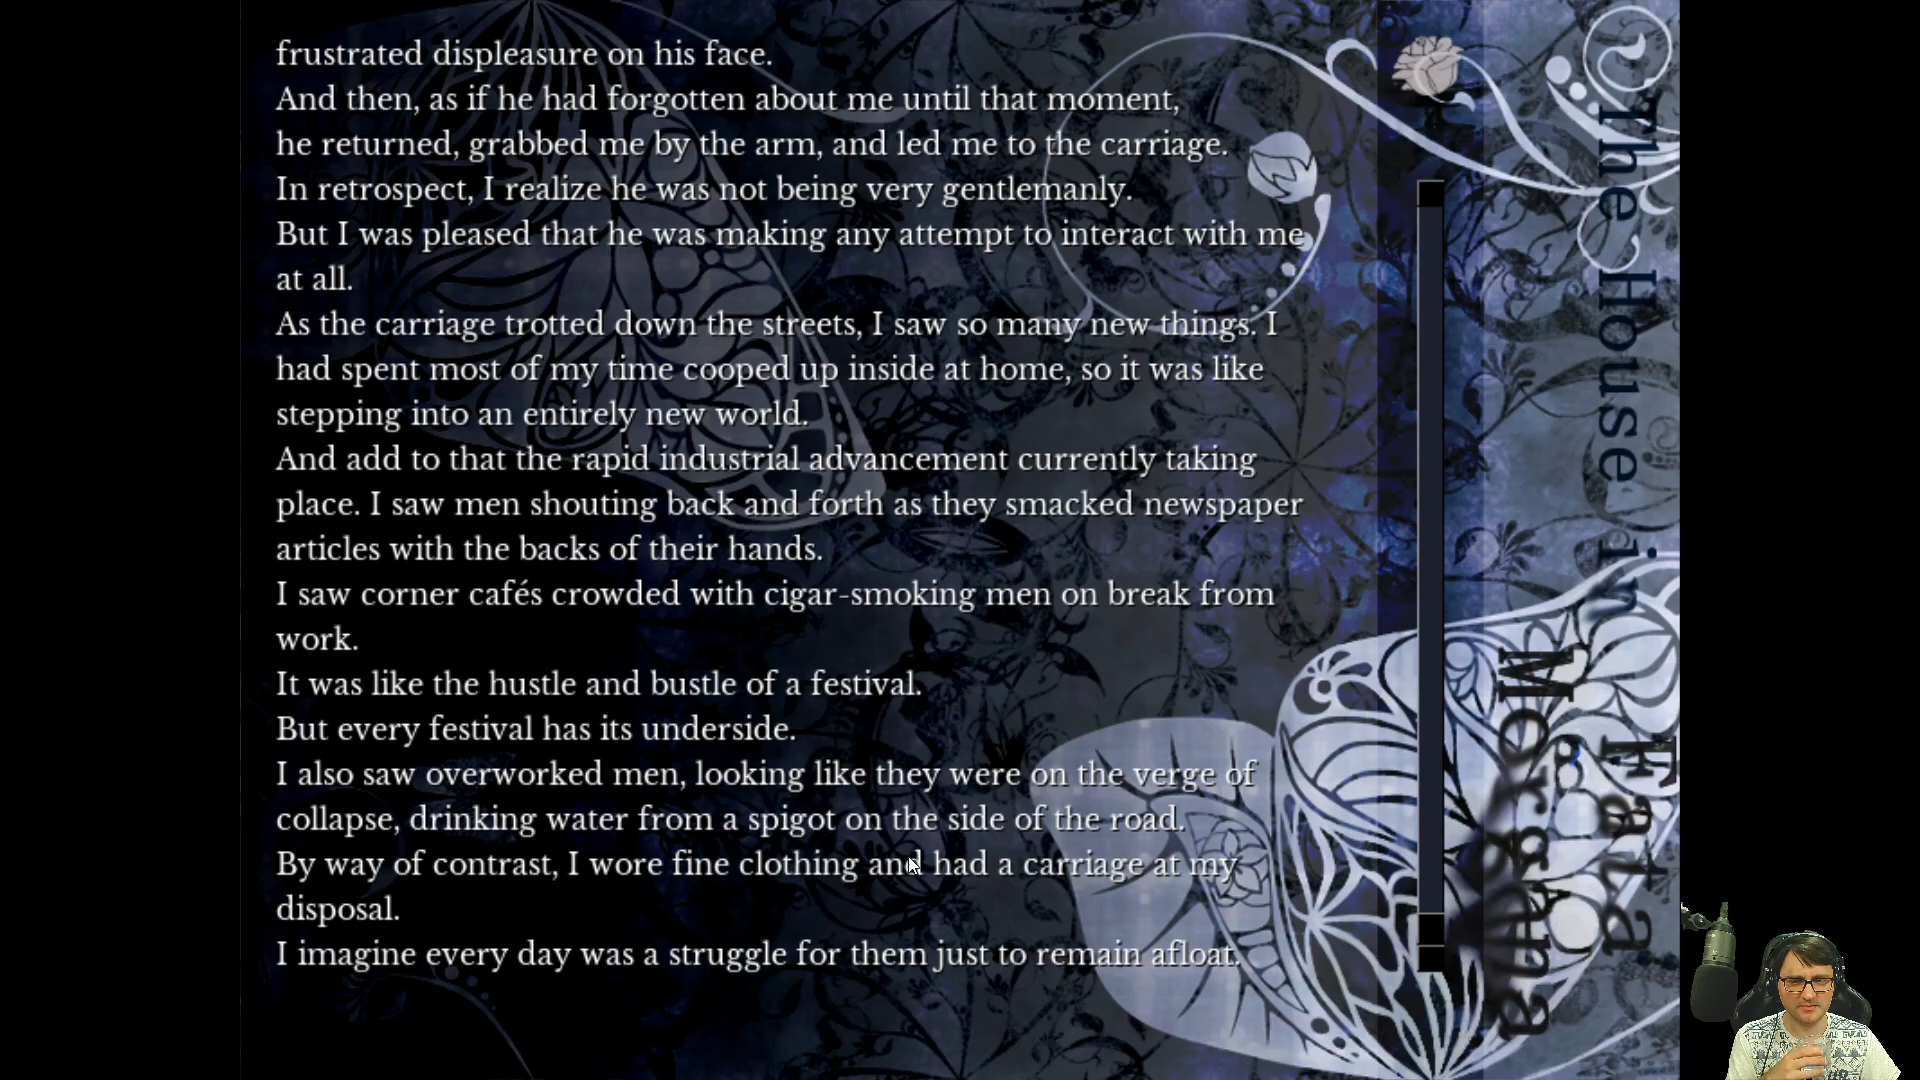 frustrated displeasure on his face.
And then, as if he had forgotten about me until that moment,
he returned, grabbed me by the arm, and led me to the carriage.
In retrospect, I realize he was not being very gentlemanly.
But I was pleased that he was making any attempt to interact with me
at all.
As the carriage trotted down the streets, I saw so many new things. I
had spent most of my time cooped up inside at home, so it was like
stepping into an entirely new world.
And add to that the rapid industrial advancement currently taking
place. I saw men shouting back and forth as they smacked newspaper
articles with the backs of their hands.
I saw corner cafés crowded with cigar-smoking men on break from
work.
It was like the hustle and bustle of a festival.
But every festival has its underside.
I also saw overworked men, looking like they were on the verge of
collapse, drinking water from a spigot on the side of the road.
By way of contrast, I wore fine clothing and had a carriage at my
disposal.
I imagine every day was a struggle for them just to remain afloat.
The House in
Fata
Morgana